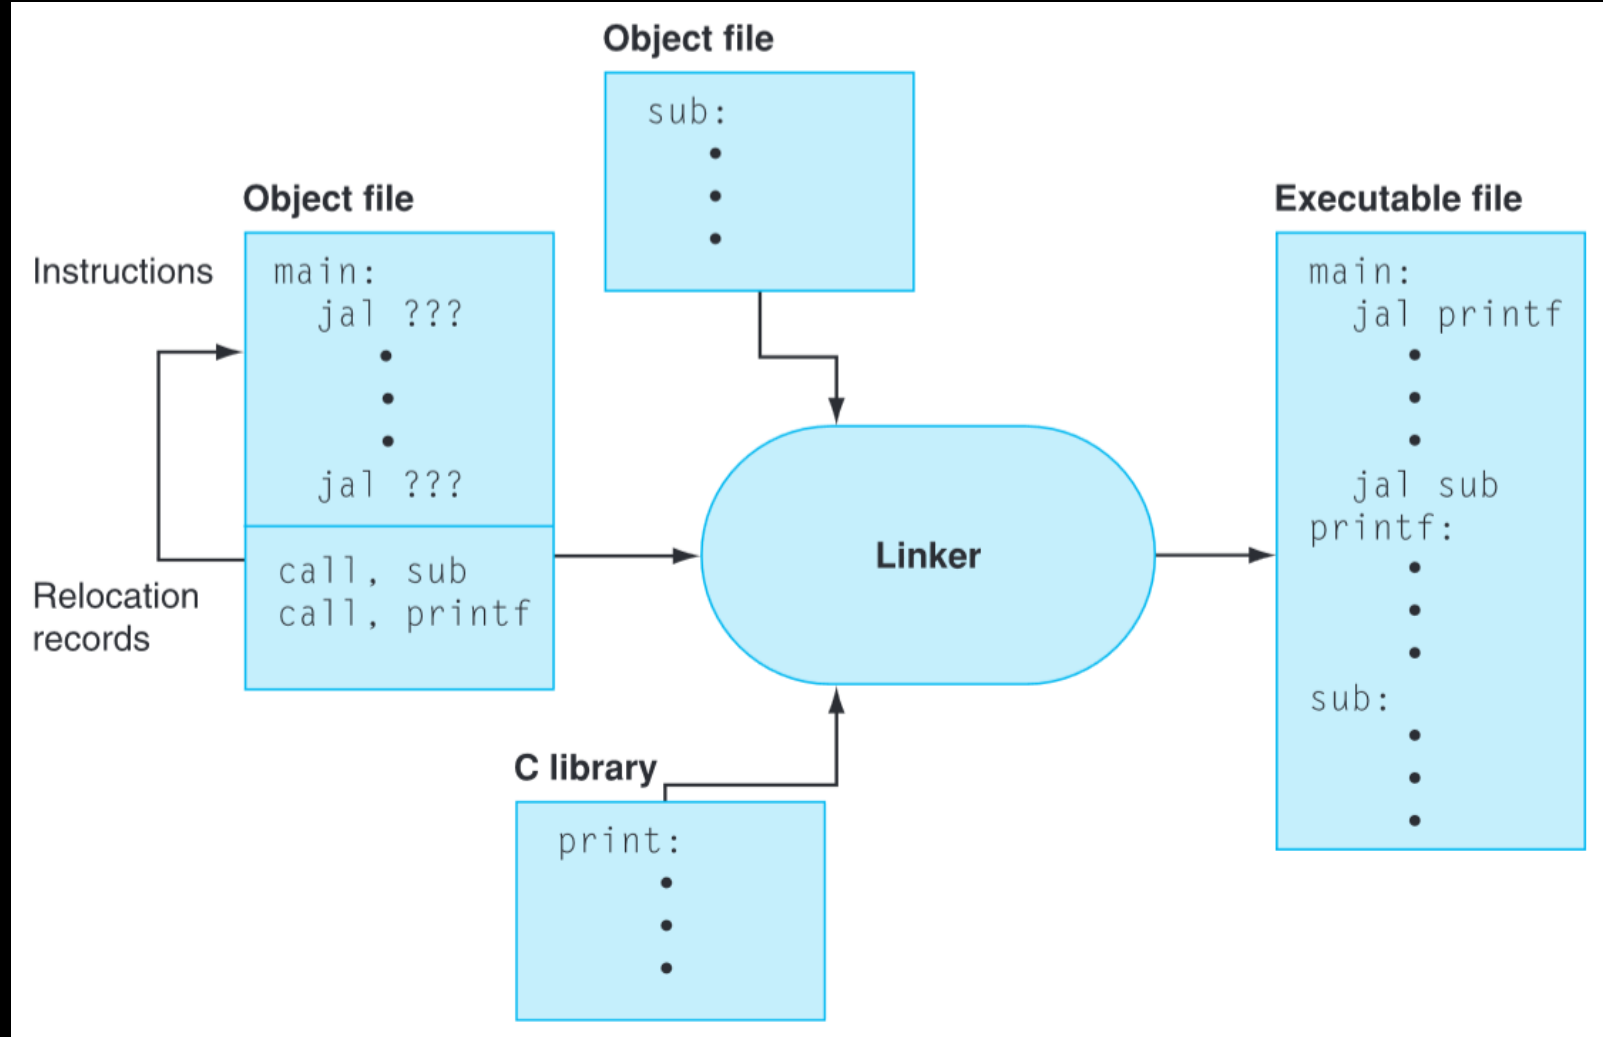 Object file
sub:
Object file
Instructions
main:
jal ???
jal ???
Relocation
records
call, sub
call, printf
Linker
C library
print:
Executable file
main:
jal printf
jal sub
printf:
sub: